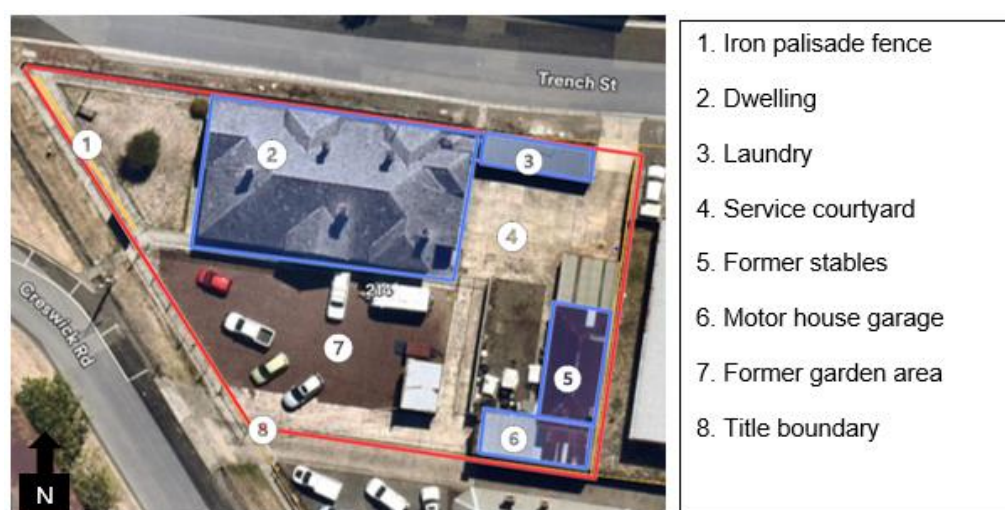 Trench St
1
2
3
4
214
Creswick Rd
7
5
8
6
N
1. Iron palisade fence
2. Dwelling
3. Laundry
4. Service courtyard
5. Former stables
6. Motor house garage
7. Former garden area
8. Title boundary